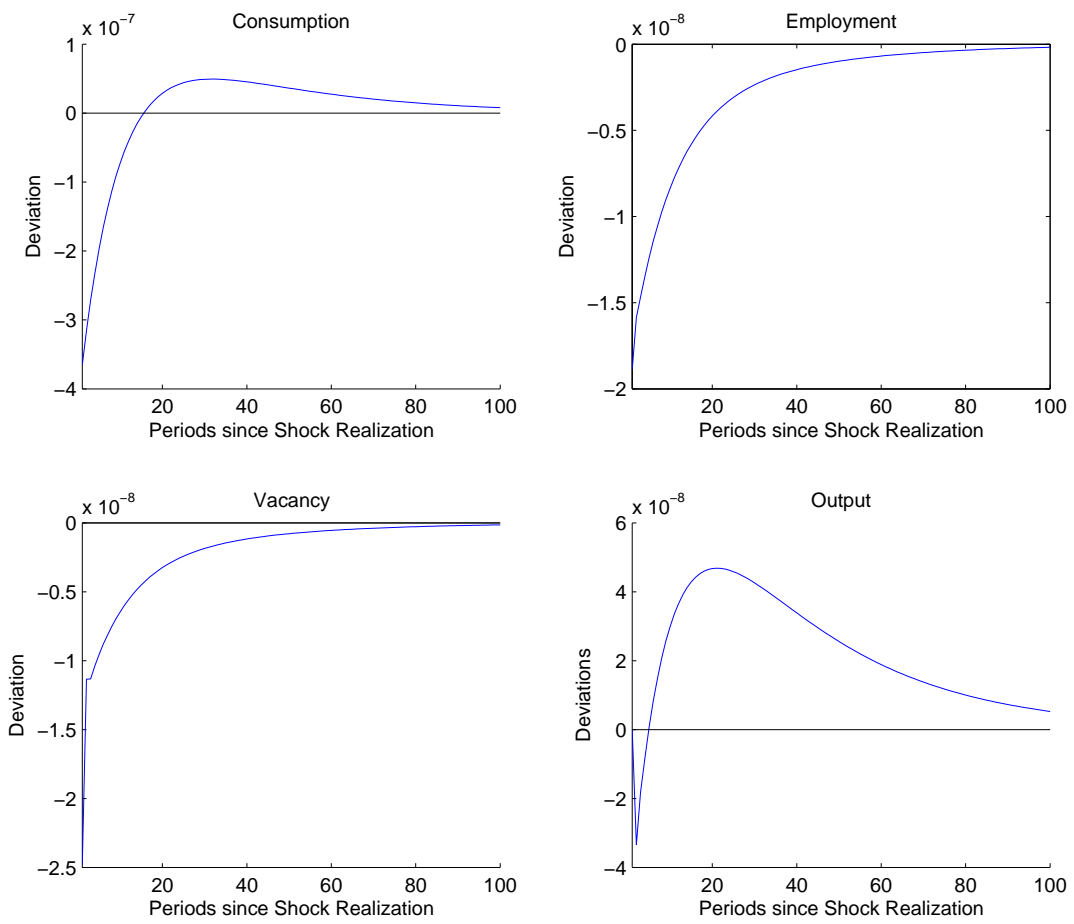 Consumption
x 10⁻⁷
1
0
−1
−2
−3
−4
Deviation
20 40 60 80 100
Periods since Shock Realization
Employment
x 10⁻⁸
0
−0.5
−1
−1.5
−2
Deviation
20 40 60 80 100
Periods since Shock Realization
Vacancy
x 10⁻⁸
0
−0.5
−1
−1.5
−2
−2.5
Deviation
20 40 60 80 100
Periods since Shock Realization
Output
x 10⁻⁸
6
4
2
0
−2
−4
Deviations
20 40 60 80 100
Periods since Shock Realization